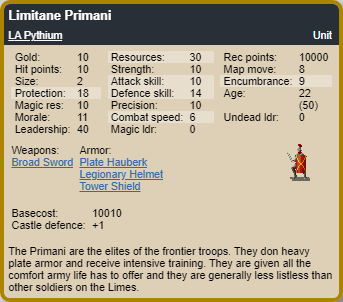 Limitane Primani
LA Pythium Unit
Gold: 10 Resources: 30 Rec points: 10000
Hit points: 10 Strength: 10 Map move: 8
Size: 2 Attack skill: 10 Encumbrance: 9
Protection: 18 Defence skill: 14 Age: 22
Magic res: 10 Precision: 10 (50)
Morale: 11 Combat speed: 6 Undead ldr: 0
Leadership: 40 Magic ldr: 0
Weapons: Armor:
Broad Sword Plate Hauberk
Legionary Helmet
Tower Shield
Basecost: 10010
Castle defence: +1
The Primani are the elites of the frontier troops. They don heavy
plate armor and receive intensive training. They are given all the
comfort army life has to offer and they are generally less listless than
other soldiers on the Limes.